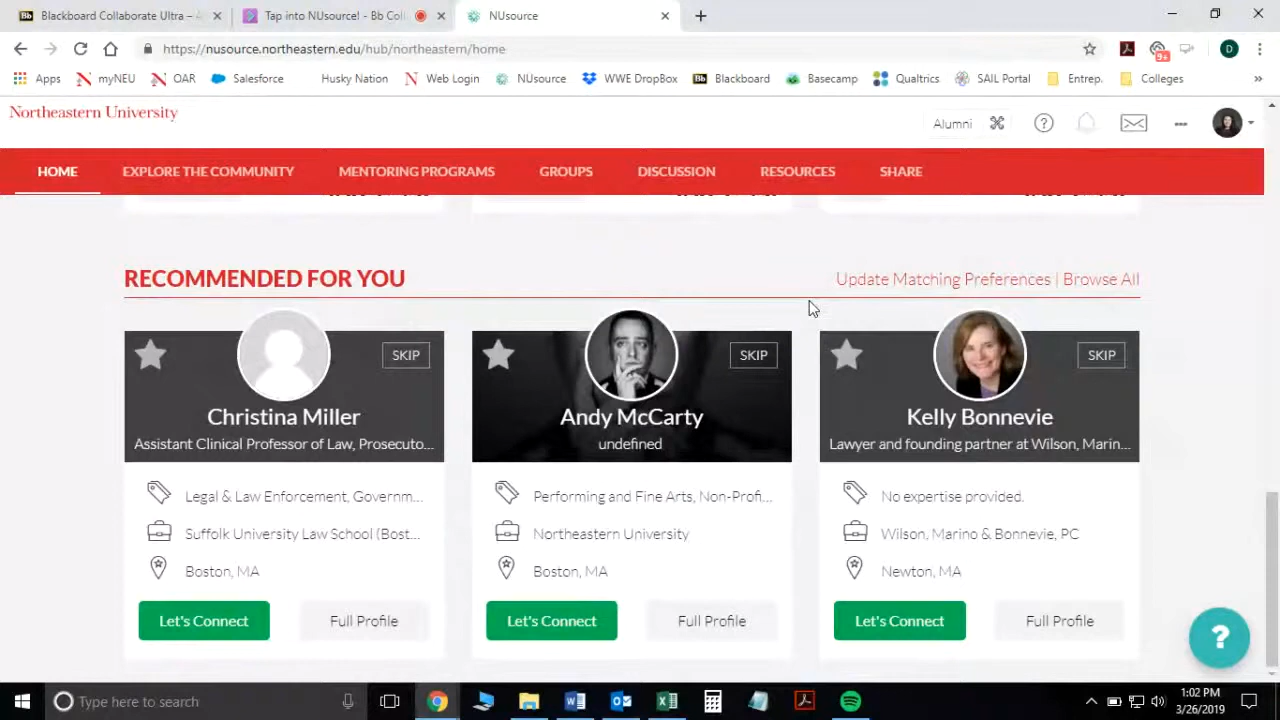 Blackboard Collaborate Ultra –
Tap into NUsource! - Bb Coll
NUsource
https://nusource.northeastern.edu/hub/northeastern/home
D
9+
Apps
myNEU
OAR
Salesforce
Husky Nation
Web Login
NUsource
WWE DropBox
Blackboard
Basecamp
Qualtrics
SAIL Portal
Entrep.
Colleges
»
Northeastern University
Alumni
HOME
EXPLORE THE COMMUNITY
MENTORING PROGRAMS
GROUPS
DISCUSSION
RESOURCES
SHARE
RECOMMENDED FOR YOU
Update Matching Preferences | Browse All
SKIP
Christina Miller
Assistant Clinical Professor of Law, Prosecuto...
Legal & Law Enforcement, Governm...
Suffolk University Law School (Bost...
Boston, MA
Let's Connect
Full Profile
SKIP
Andy McCarty
undefined
Performing and Fine Arts, Non-Profi...
Northeastern University
Boston, MA
Let's Connect
Full Profile
SKIP
Kelly Bonnevie
Lawyer and founding partner at Wilson, Marin...
No expertise provided.
Wilson, Marino & Bonnevie, PC
Newton, MA
Let's Connect
Full Profile
?
Type here to search
1:02 PM
3/26/2019